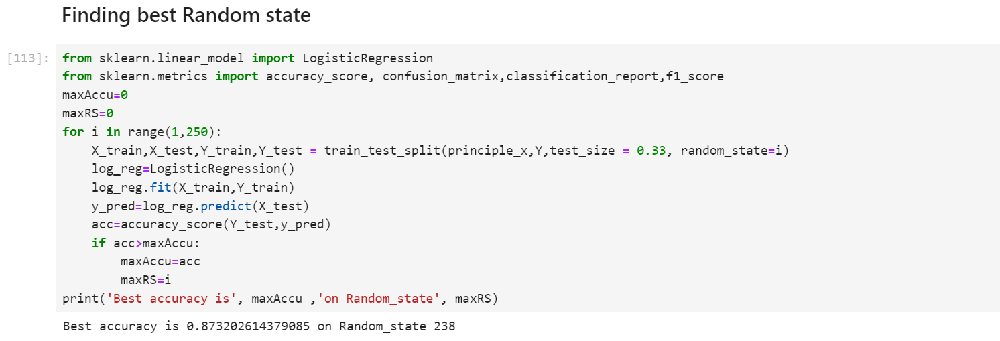 Finding best Random state
[113]:
from sklearn.linear_model import LogisticRegression
from sklearn.metrics import accuracy_score, confusion_matrix,classification_report,f1_score
maxAccu=0
maxRS=0
for i in range(1,250):
    X_train,X_test,Y_train,Y_test = train_test_split(principle_x,Y,test_size = 0.33, random_state=i)
    log_reg=LogisticRegression()
    log_reg.fit(X_train,Y_train)
    y_pred=log_reg.predict(X_test)
    acc=accuracy_score(Y_test,y_pred)
    if acc>maxAccu:
        maxAccu=acc
        maxRS=i
print('Best accuracy is', maxAccu ,'on Random_state', maxRS)
Best accuracy is 0.873202614379085 on Random_state 238